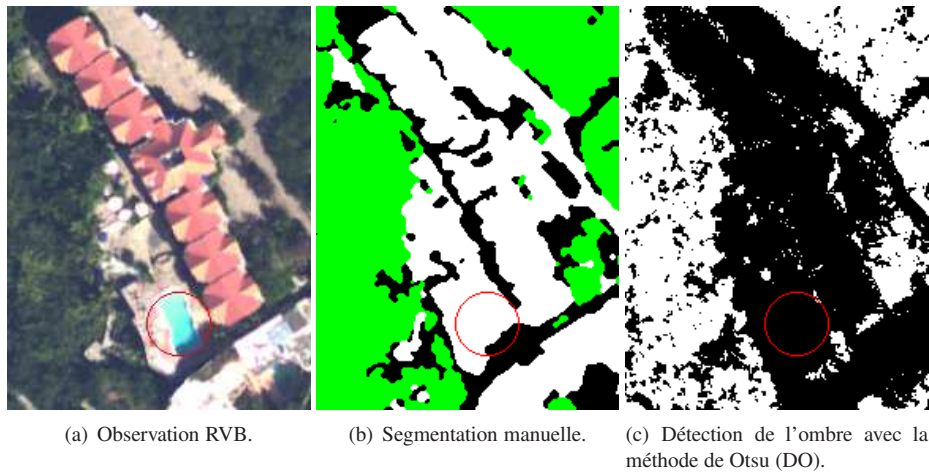 (a) Observation RVB.
(b) Segmentation manuelle.
(c) Détection de l'ombre avec la
méthode de Otsu (DO).